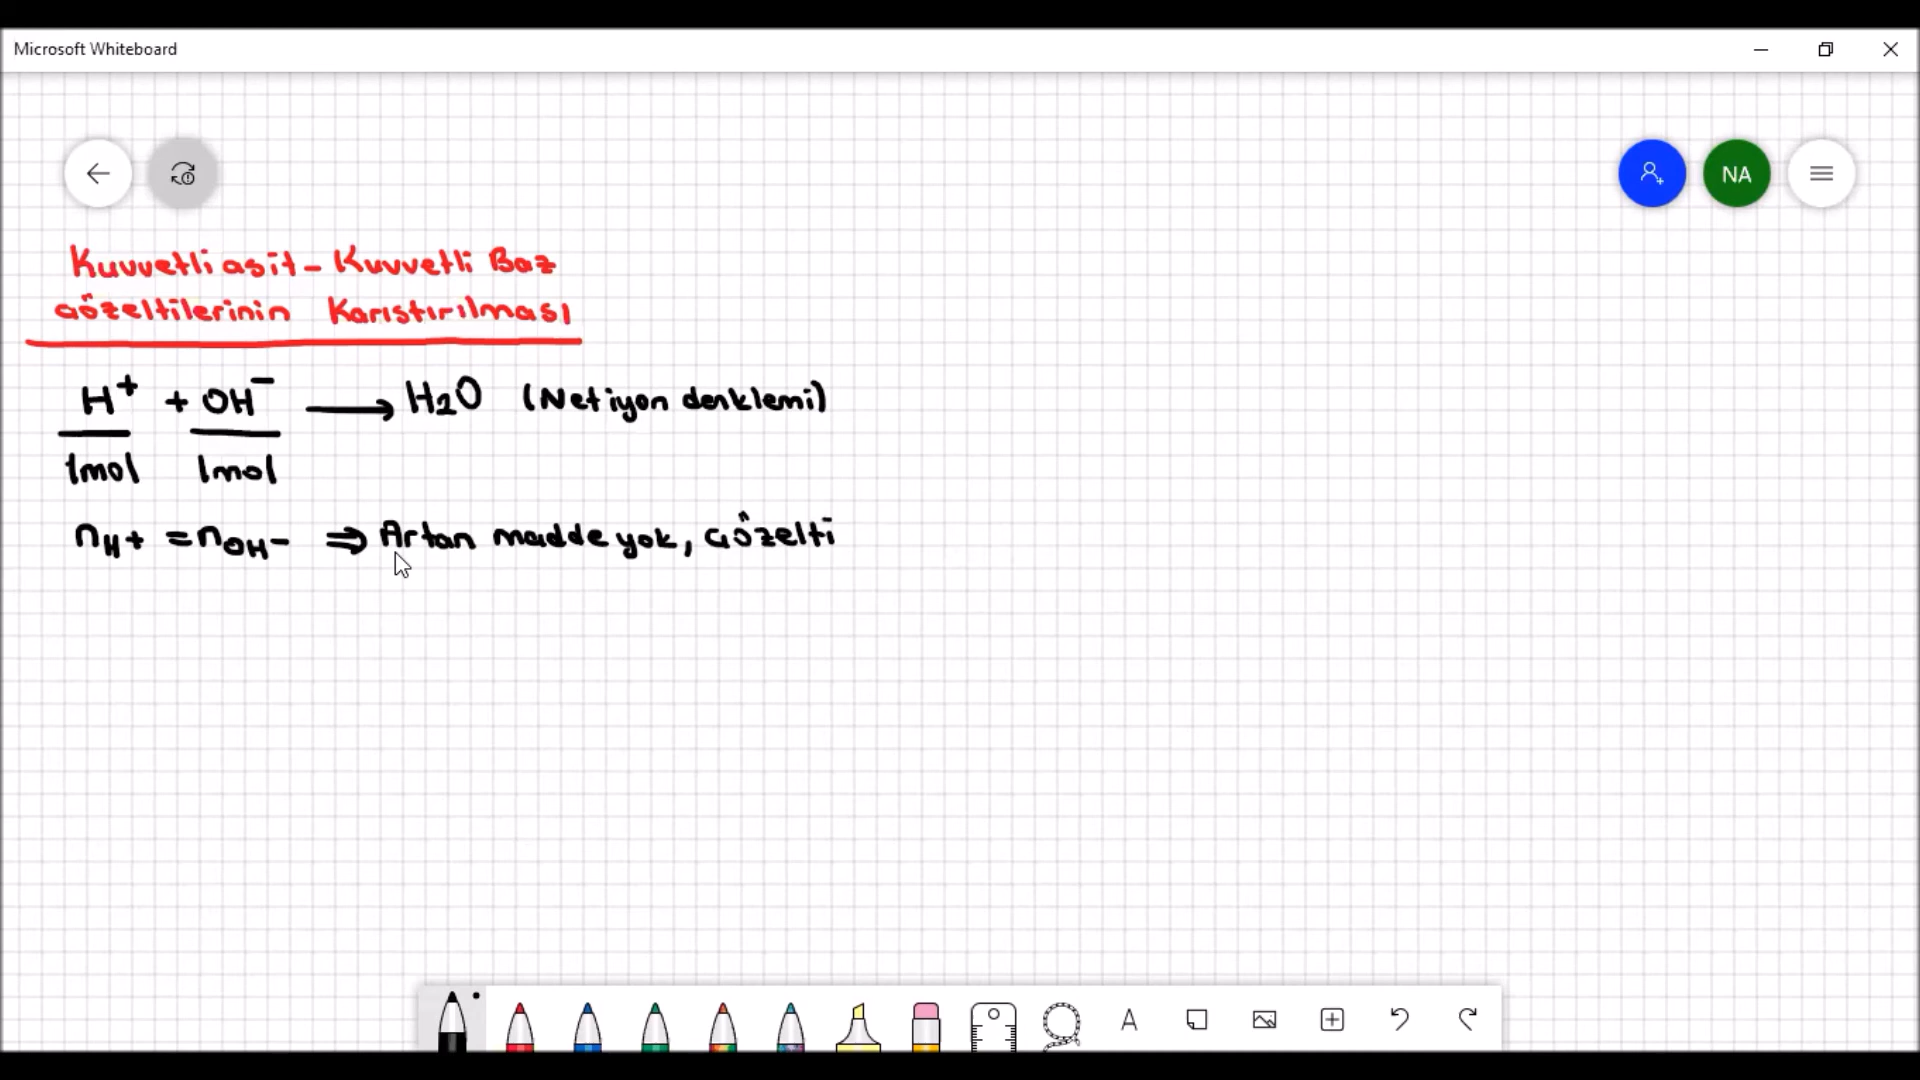 Microsoft Whiteboard
NA
Kuvvetli asit - Kuvvetli Baz
çözeltilerinin Karıştırılması
H+ + OH- → H2O (Net iyon denklemi)
1mol 1mol
nH+ = nOH- ⇒ Artan madde yok, çözelti
A